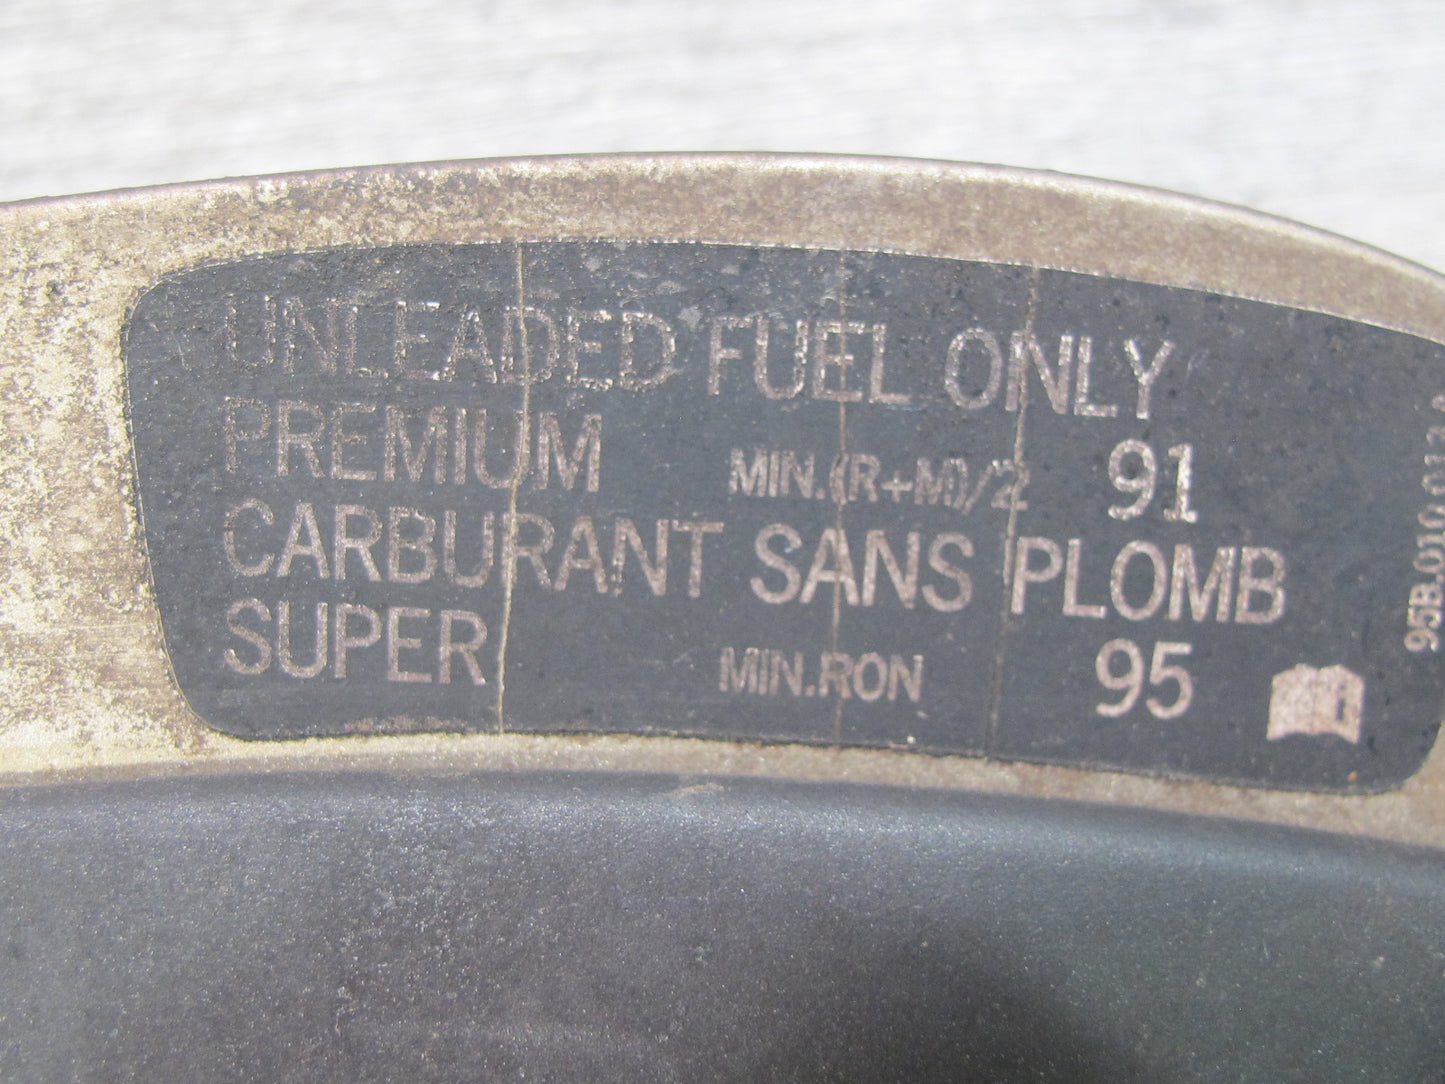 UNLEADED FUEL ONLY
PREMIUM MIN.(R+M)/2 91
CARBURANT SANS PLOMB
SUPER MIN.RON 95
i